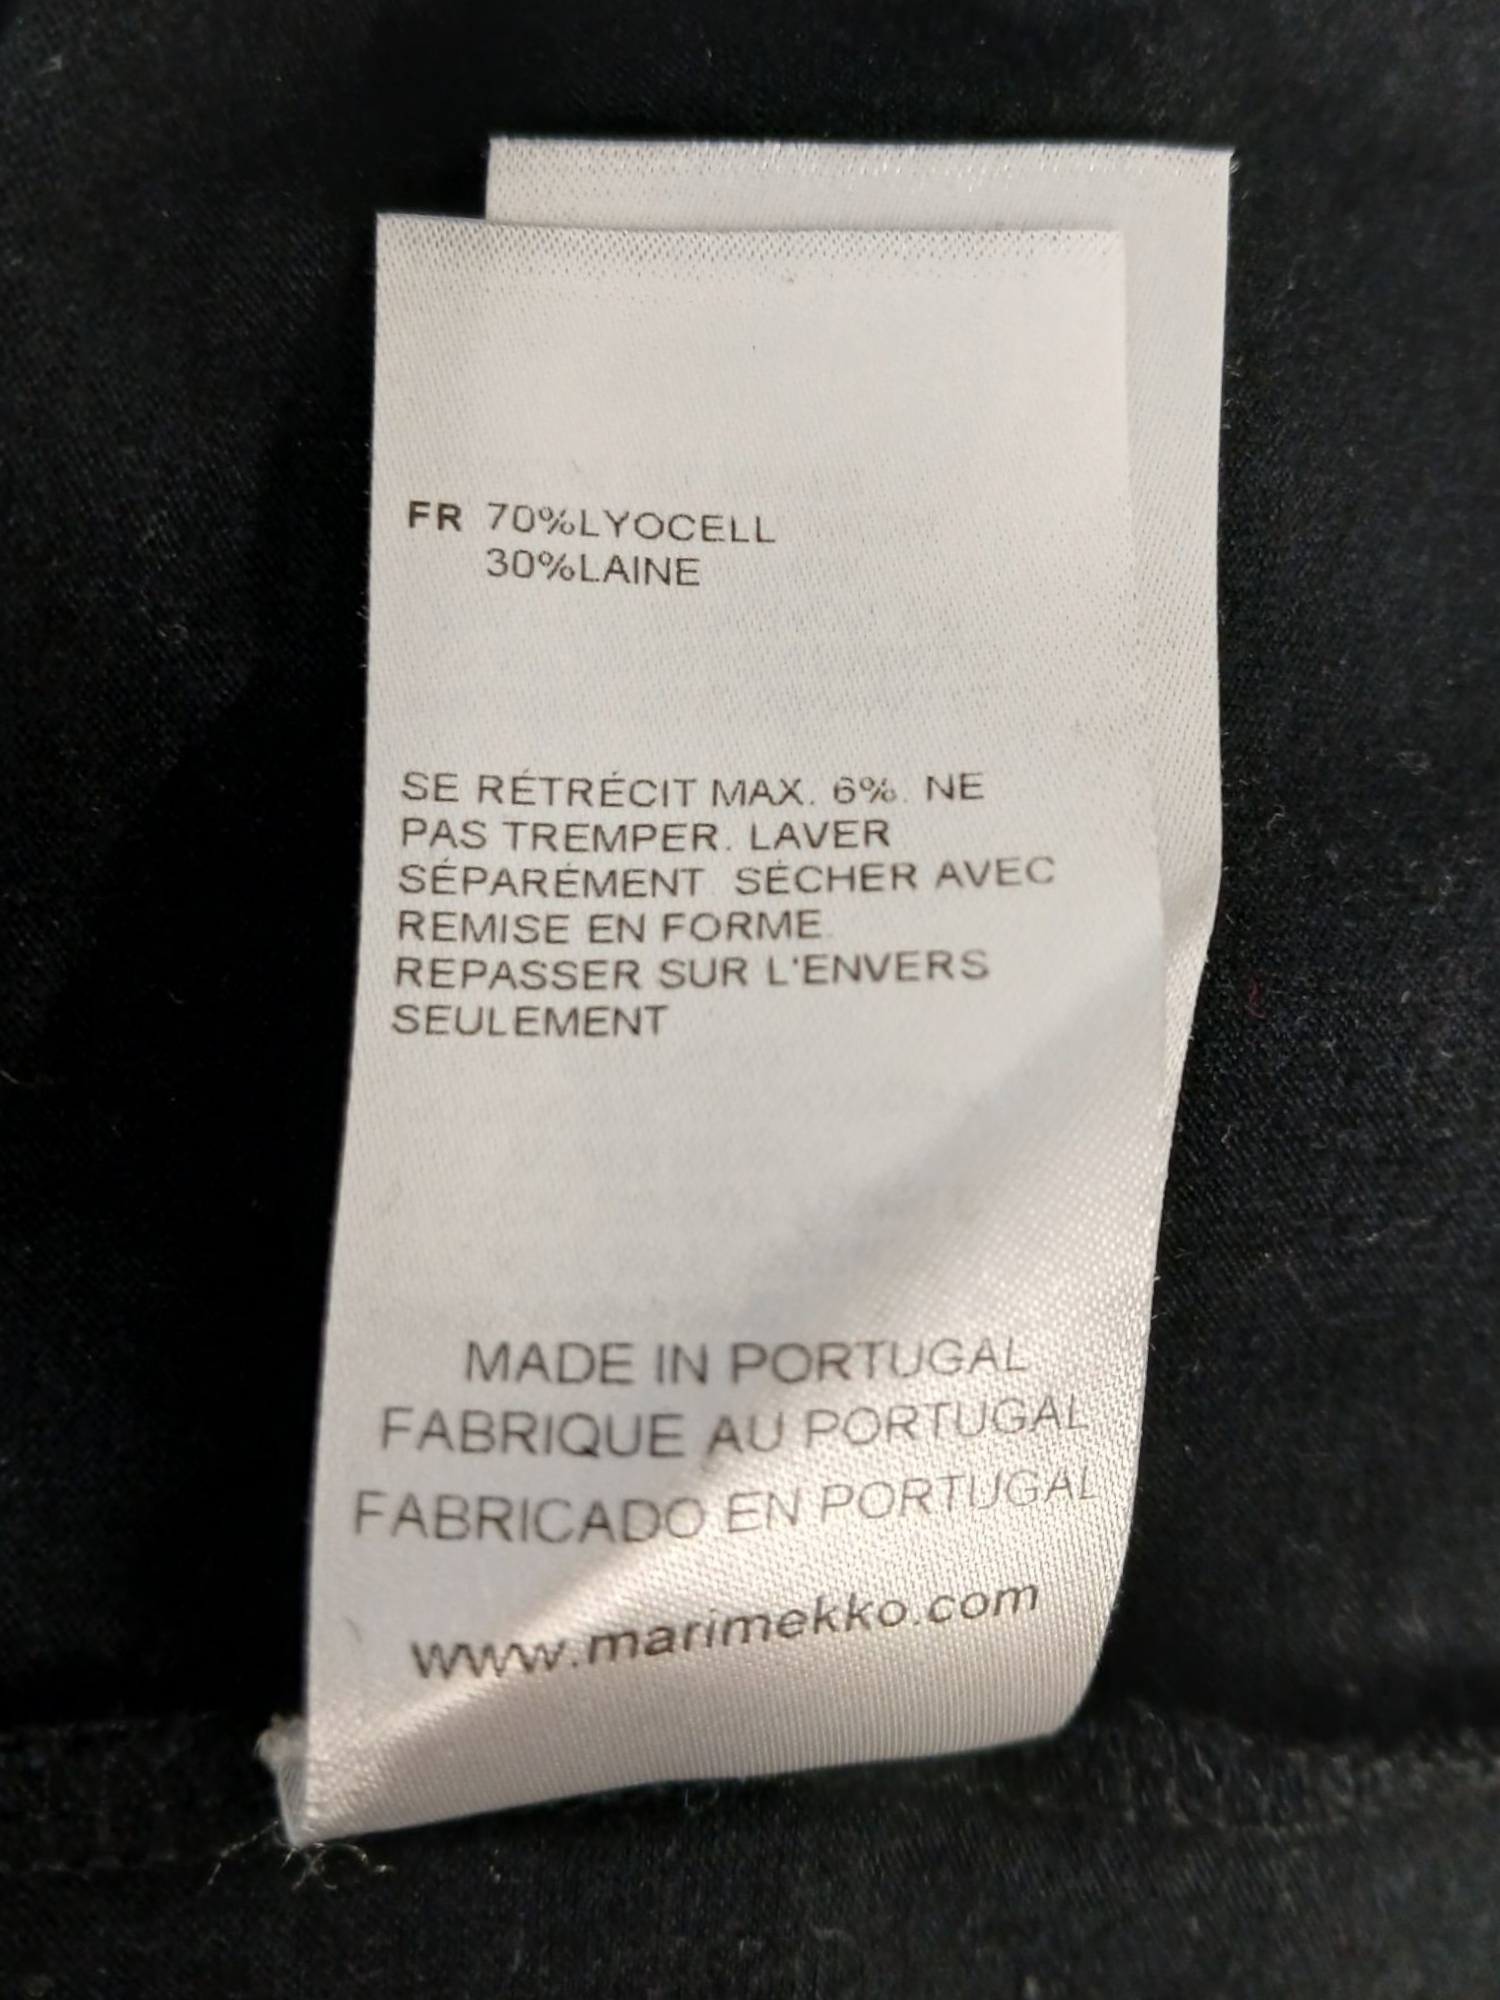 FR 70%LYOCELL
30%LAINE
SE RÉTRÉCIT MAX. 6%. NE
PAS TREMPER. LAVER
SÉPARÉMENT. SÉCHER AVEC
REMISE EN FORME.
REPASSER SUR L'ENVERS
SEULEMENT
MADE IN PORTUGAL
FABRIQUE AU PORTUGAL
FABRICADO EN PORTUGAL
www.marimekko.com